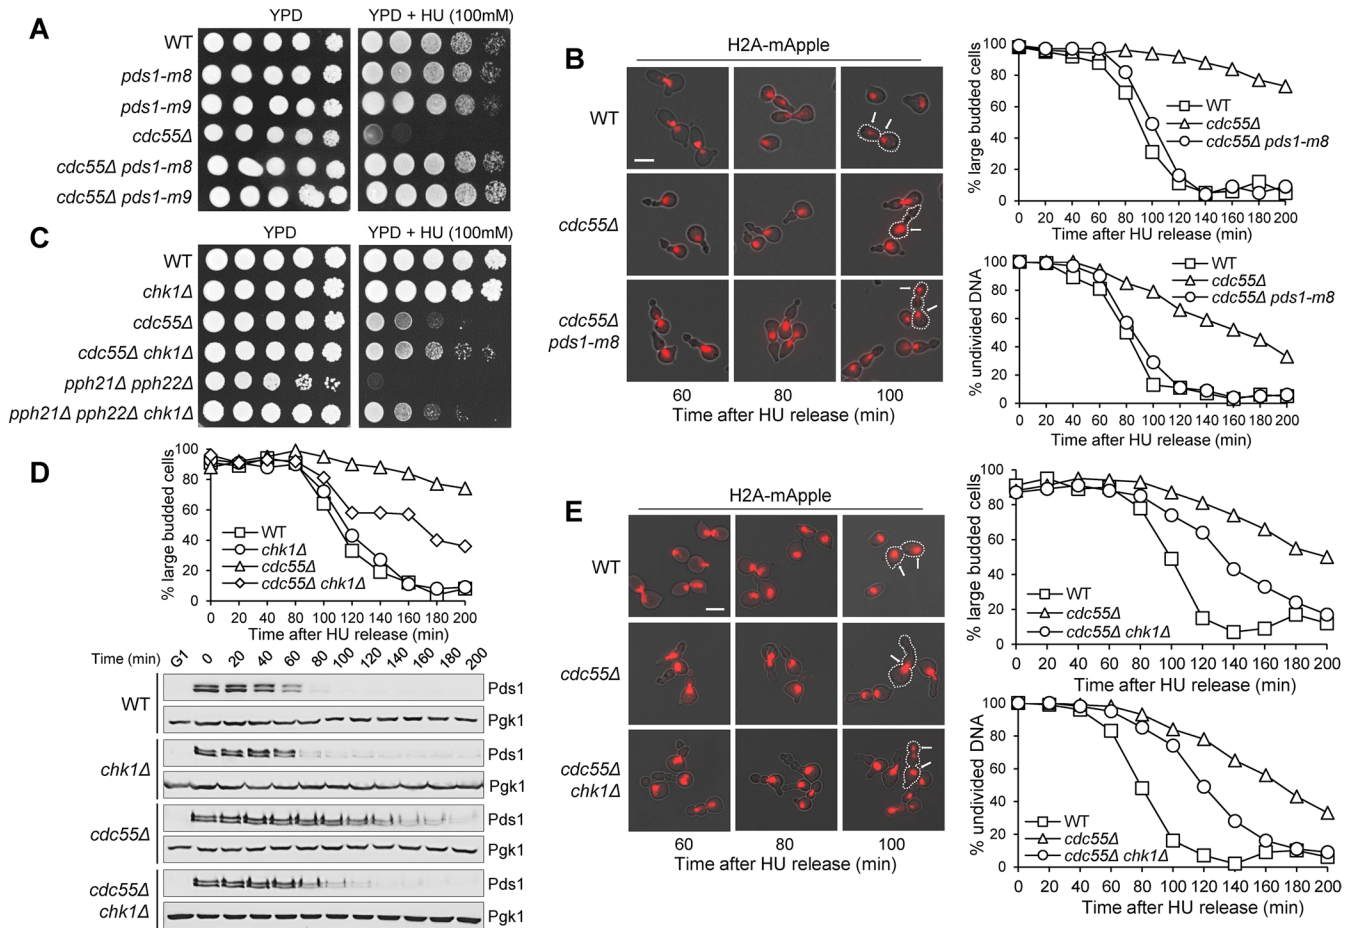 A
YPD
YPD + HU (100mM)
WT
pds1-m8
pds1-m9
cdc55Δ
cdc55Δ pds1-m8
cdc55Δ pds1-m9
B
H2A-mApple
WT
cdc55Δ
cdc55Δ
pds1-m8
60
80
100
Time after HU release (min)
% large budded cells
100
80
60
40
20
0
WT
cdc55Δ
cdc55Δ pds1-m8
0 20 40 60 80 100 120 140 160 180 200
Time after HU release (min)
% undivided DNA
100
80
60
40
20
0
WT
cdc55Δ
cdc55Δ pds1-m8
0 20 40 60 80 100 120 140 160 180 200
Time after HU release (min)
C
YPD
YPD + HU (100mM)
WT
chk1Δ
cdc55Δ
cdc55Δ chk1Δ
pph21Δ pph22Δ
pph21Δ pph22Δ chk1Δ
D
% large budded cells
100
80
60
40
20
0
WT
chk1Δ
cdc55Δ
cdc55Δ chk1Δ
0 20 40 60 80 100 120 140 160 180 200
Time after HU release (min)
Time (min) G1 0 20 40 60 80 100 120 140 160 180 200
WT
Pds1
Pgk1
chk1Δ
Pds1
Pgk1
cdc55Δ
Pds1
Pgk1
cdc55Δ
chk1Δ
Pds1
Pgk1
E
H2A-mApple
WT
cdc55Δ
cdc55Δ
chk1Δ
60
80
100
Time after HU release (min)
% large budded cells
100
80
60
40
20
0
WT
cdc55Δ
cdc55Δ chk1Δ
0 20 40 60 80 100 120 140 160 180 200
Time after HU release (min)
% undivided DNA
100
80
60
40
20
0
WT
cdc55Δ
cdc55Δ chk1Δ
0 20 40 60 80 100 120 140 160 180 200
Time after HU release (min)